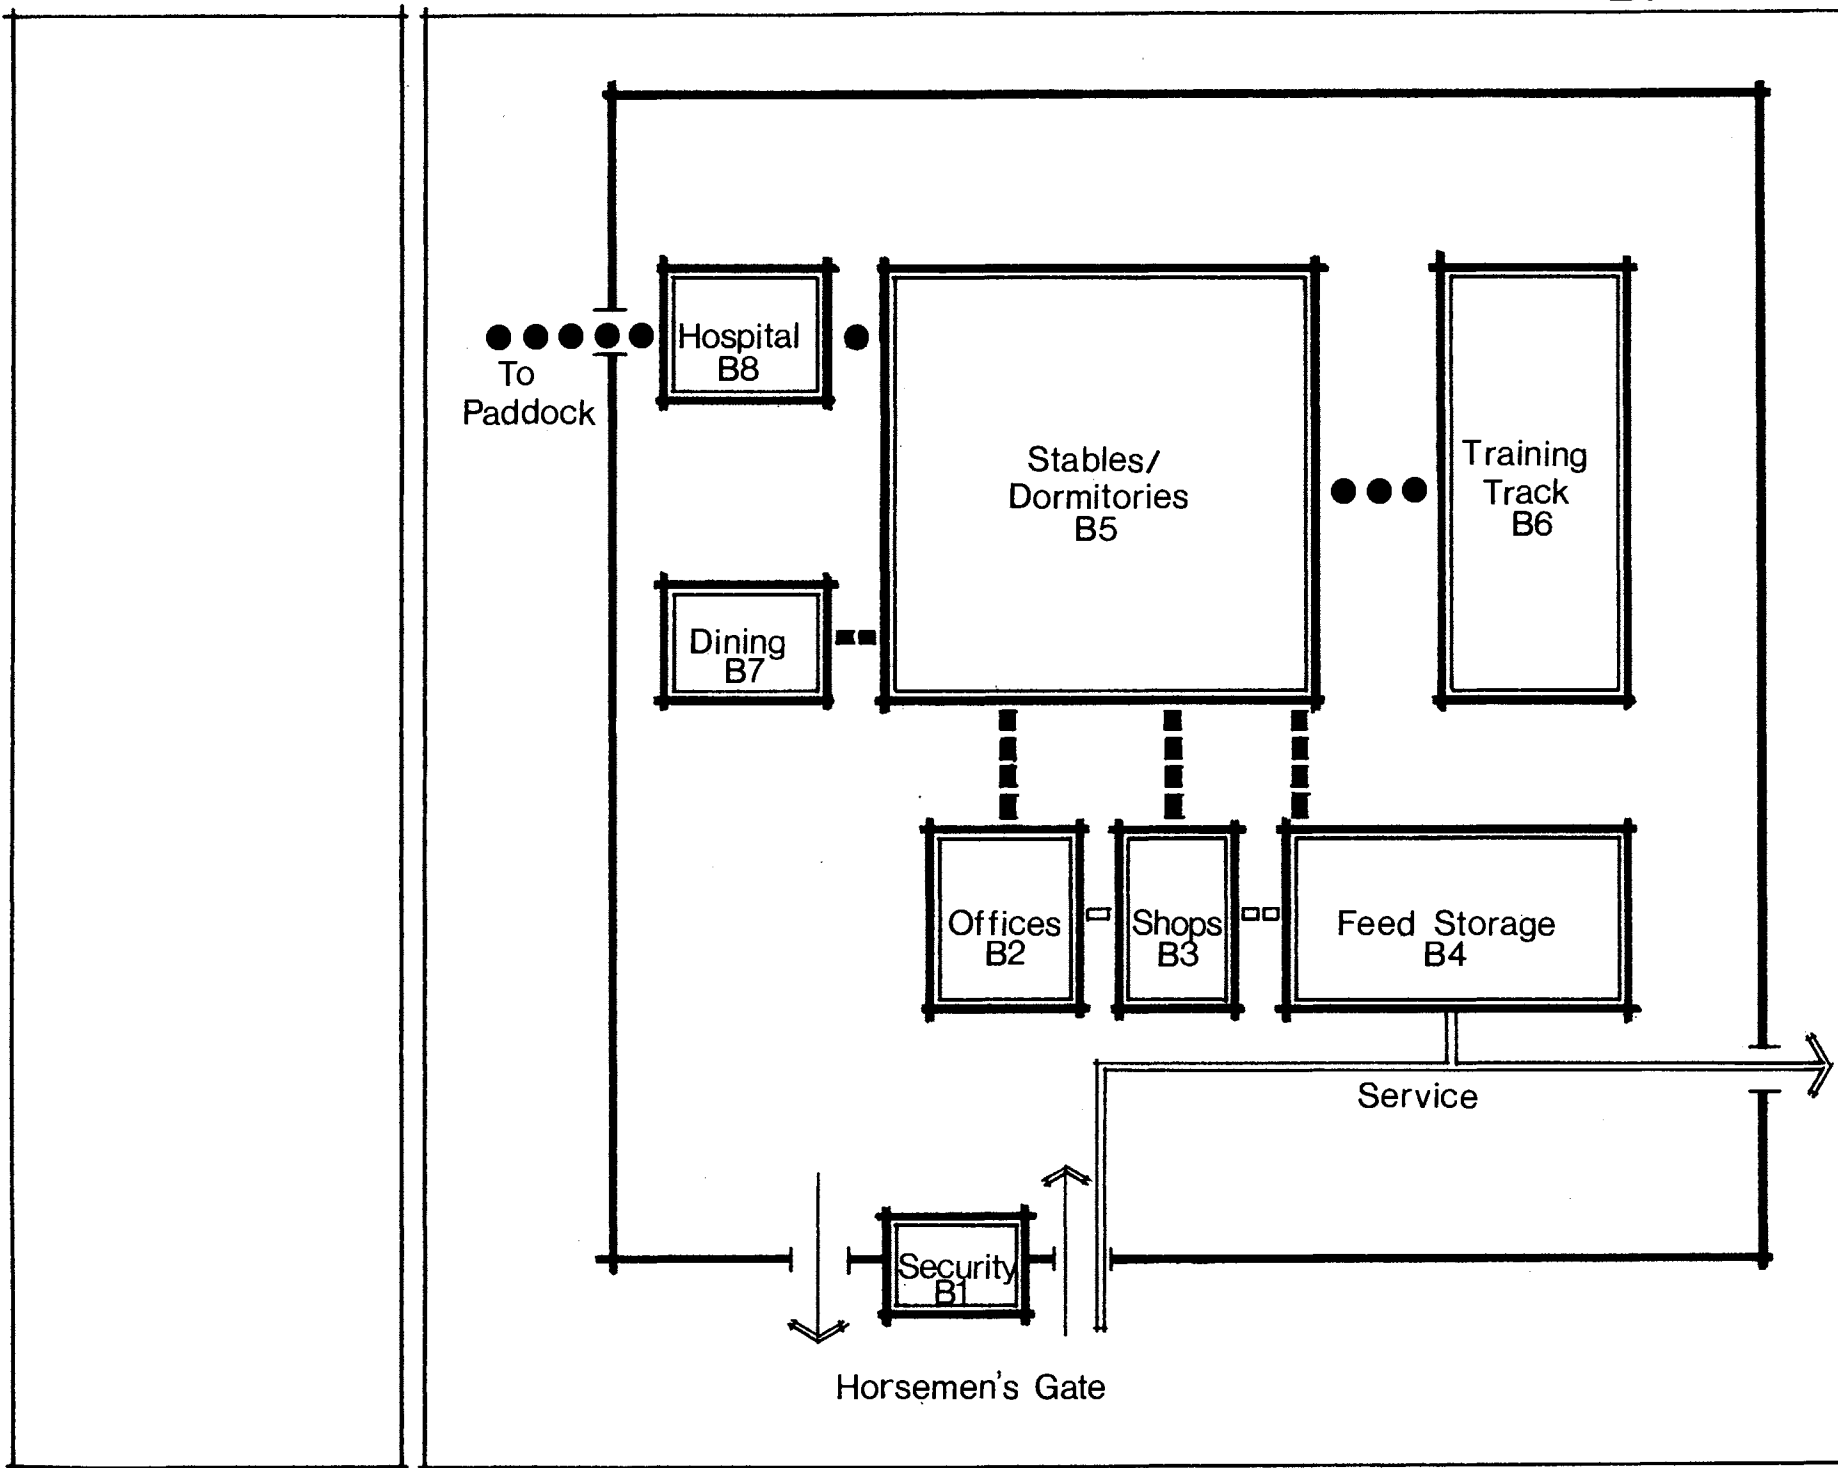 Hospital
B8
To
Paddock
Stables/
Dormitories
B5
Training
Track
B6
Dining
B7
Offices
B2
Shops
B3
Feed Storage
B4
Service
Security
B1
Horsemen's Gate